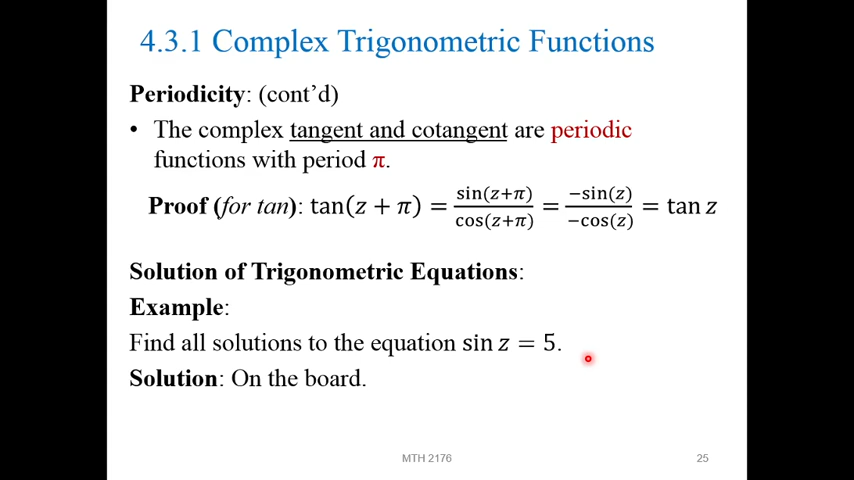 4.3.1 Complex Trigonometric Functions
Periodicity: (cont’d)
• The complex tangent and cotangent are periodic
functions with period π.
Proof (for tan): tan(z + π) = sin(z+π)/cos(z+π) = −sin(z)/−cos(z) = tan z
Solution of Trigonometric Equations:
Example:
Find all solutions to the equation sin z = 5.
Solution: On the board.
MTH 2176
25